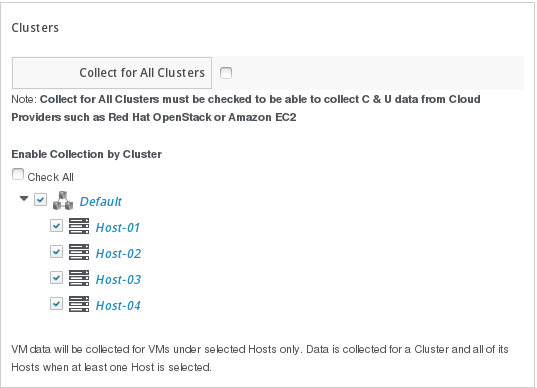 Clusters
Collect for All Clusters
Note: Collect for All Clusters must be checked to be able to collect C & U data from Cloud
Providers such as Red Hat OpenStack or Amazon EC2
Enable Collection by Cluster
Check All
Default
Host-01
Host-02
Host-03
Host-04
VM data will be collected for VMs under selected Hosts only. Data is collected for a Cluster and all of its
Hosts when at least one Host is selected.